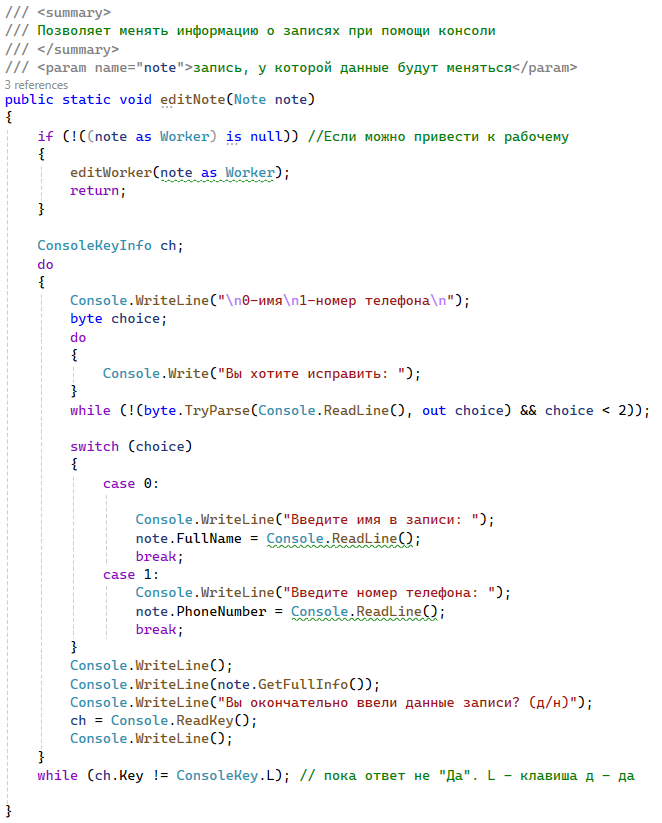 /// <summary>
/// Позволяет менять информацию о записях при помощи консоли
/// </summary>
/// <param name="note">запись, у которой данные будут меняться</param>
3 references
public static void editNote(Note note)
{
    if (!((note as Worker) is null)) //Если можно привести к рабочему
    {
        editWorker(note as Worker);
        return;
    }

    ConsoleKeyInfo ch;
    do
    {
        Console.WriteLine("\n0-имя\n1-номер телефона\n");
        byte choice;
        do
        {
            Console.Write("Вы хотите исправить: ");
        }
        while (!(byte.TryParse(Console.ReadLine(), out choice) && choice < 2));

        switch (choice)
        {
            case 0:

                Console.WriteLine("Введите имя в записи: ");
                note.FullName = Console.ReadLine();
                break;
            case 1:
                Console.WriteLine("Введите номер телефона: ");
                note.PhoneNumber = Console.ReadLine();
                break;
        }
        Console.WriteLine();
        Console.WriteLine(note.GetFullInfo());
        Console.WriteLine("Вы окончательно ввели данные записи? (д/н)");
        ch = Console.ReadKey();
        Console.WriteLine();
    }
    while (ch.Key != ConsoleKey.L); // пока ответ не "Да". L - клавиша д - да

}